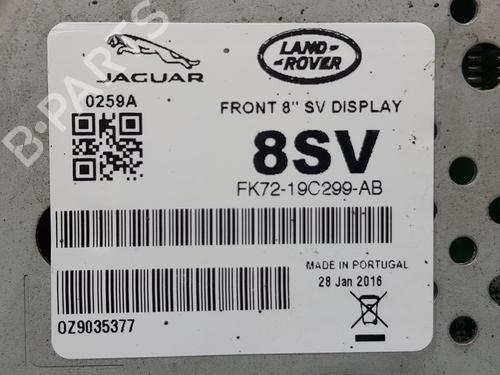 JAGUAR
LAND-
ROVER
0259A
FRONT 8" SV DISPLAY
8SV
FK72-19C299-AB
MADE IN PORTUGAL
28 Jan 2016
OZ9035377
B-PARTS